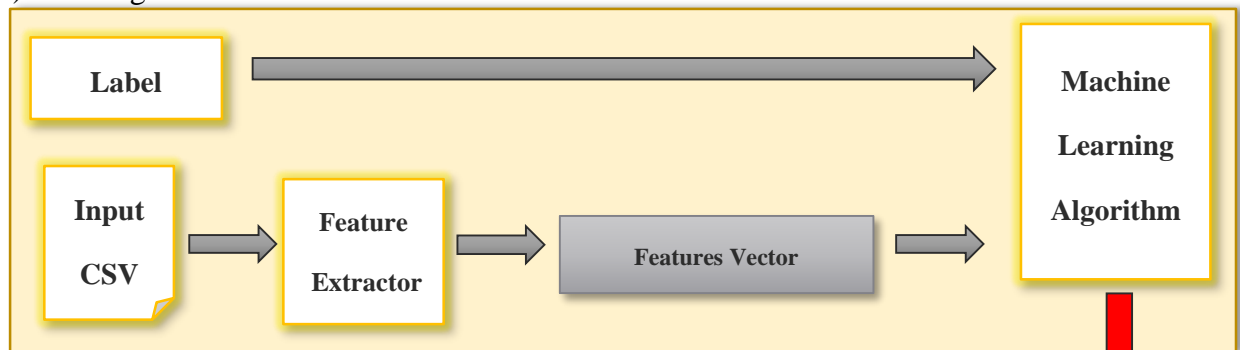 Label
Machine
Learning
Algorithm
Input
CSV
Feature
Extractor
Features Vector